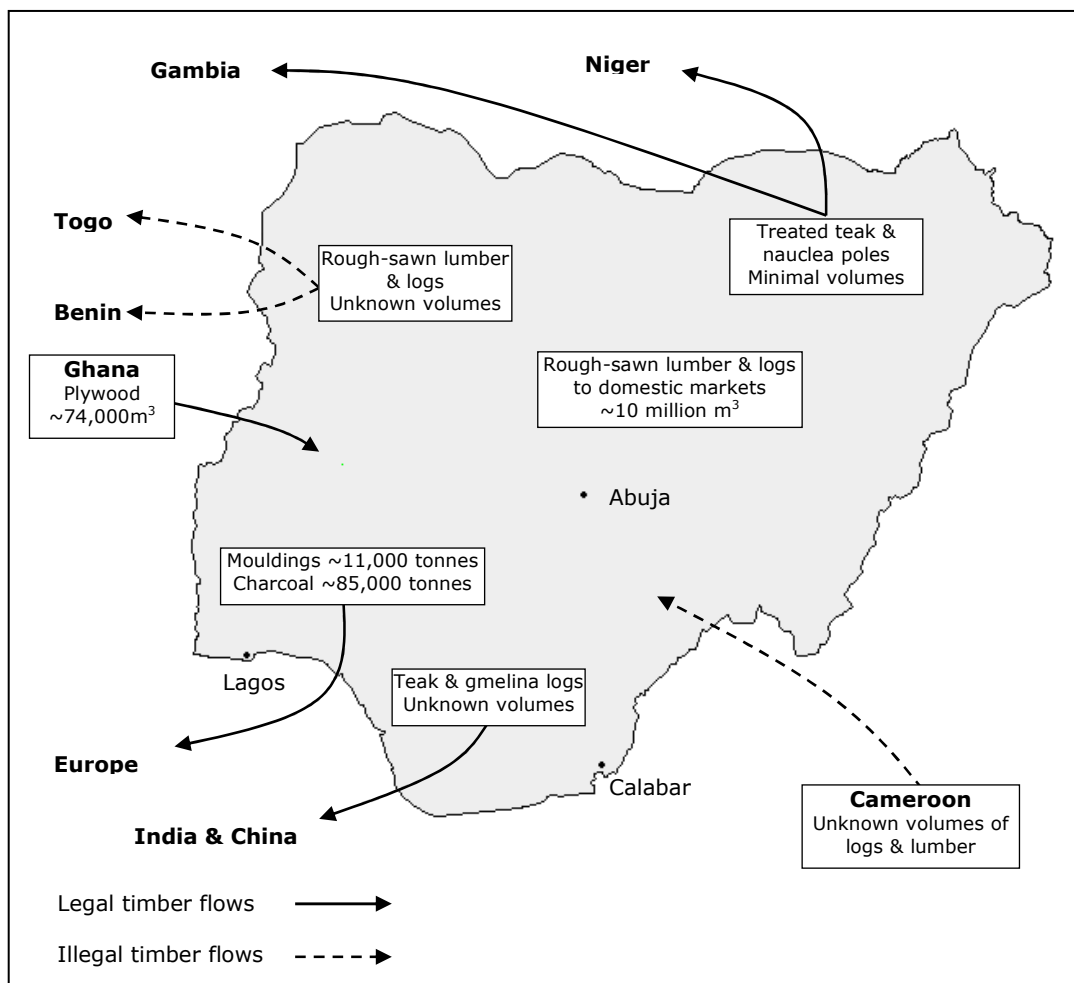 Gambia
Niger
Togo
Benin
Rough-sawn lumber
& logs
Unknown volumes
Treated teak &
nauclea poles
Minimal volumes
Ghana
Plywood
~74,000m³
Rough-sawn lumber & logs
to domestic markets
~10 million m³
Abuja
Mouldings ~11,000 tonnes
Charcoal ~85,000 tonnes
Lagos
Teak & gmelina logs
Unknown volumes
Europe
Calabar
India & China
Cameroon
Unknown volumes of
logs & lumber
Legal timber flows
Illegal timber flows